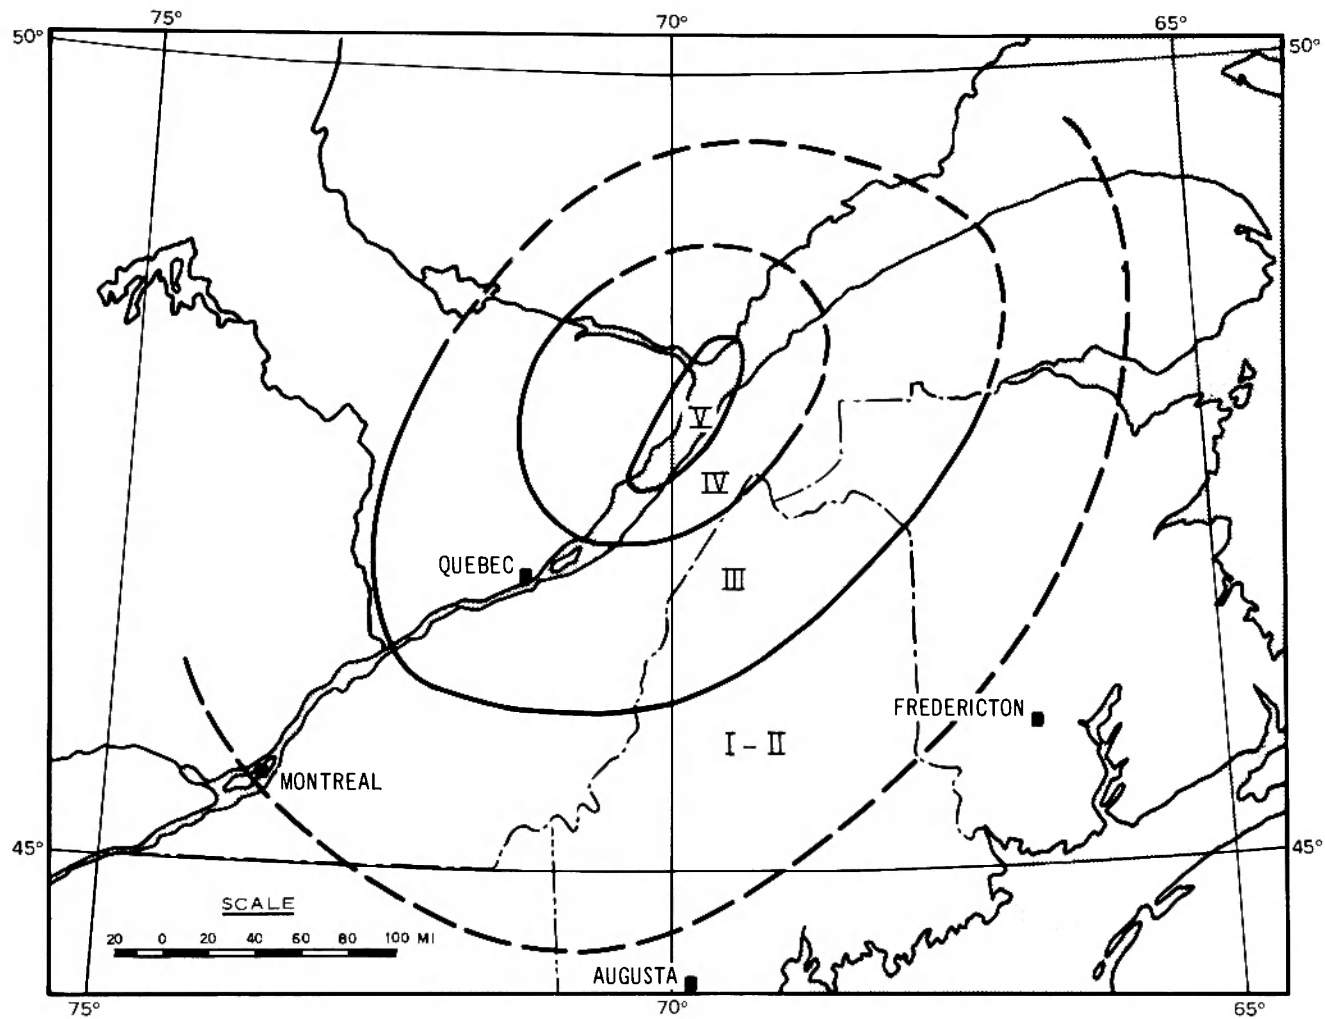 75° 70° 65°
50° 50°
V
IV
QUEBEC
III
FREDERICTON
I - II
MONTREAL
45° 45°
SCALE
20 0 20 40 60 80 100 MI
AUGUSTA
75° 70° 65°